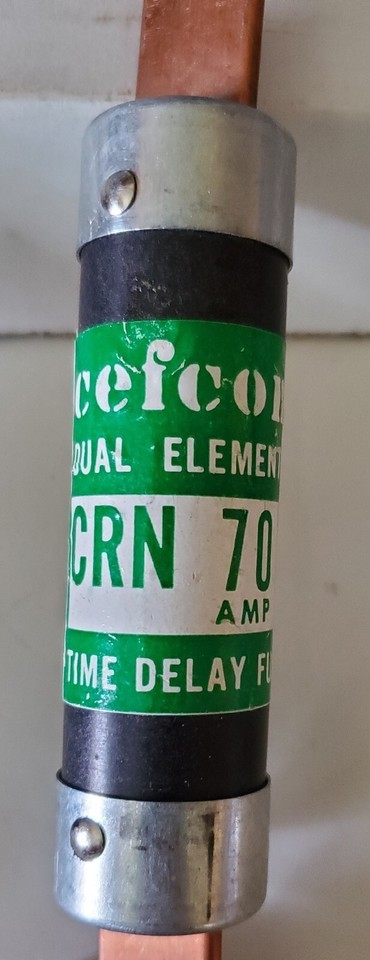 cefcon
DUAL ELEMENT
CRN 70
AMP
TIME DELAY FU